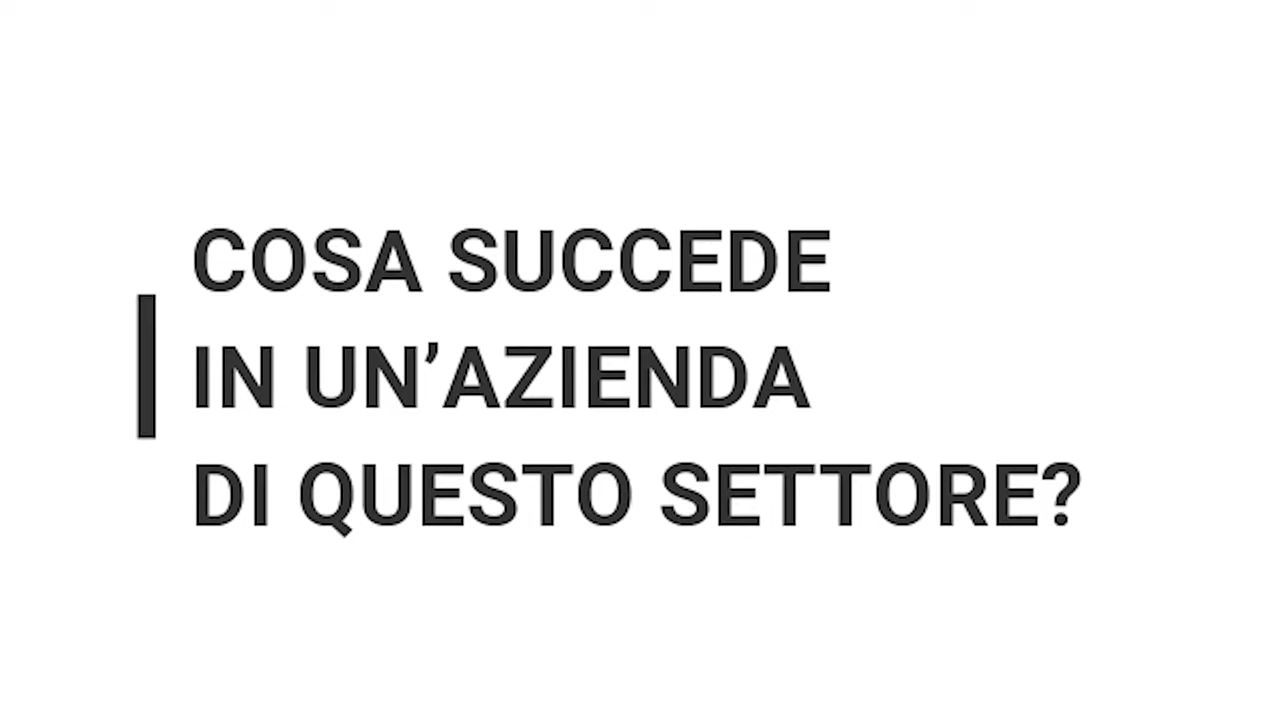 COSA SUCCEDE
IN UN’AZIENDA
DI QUESTO SETTORE?